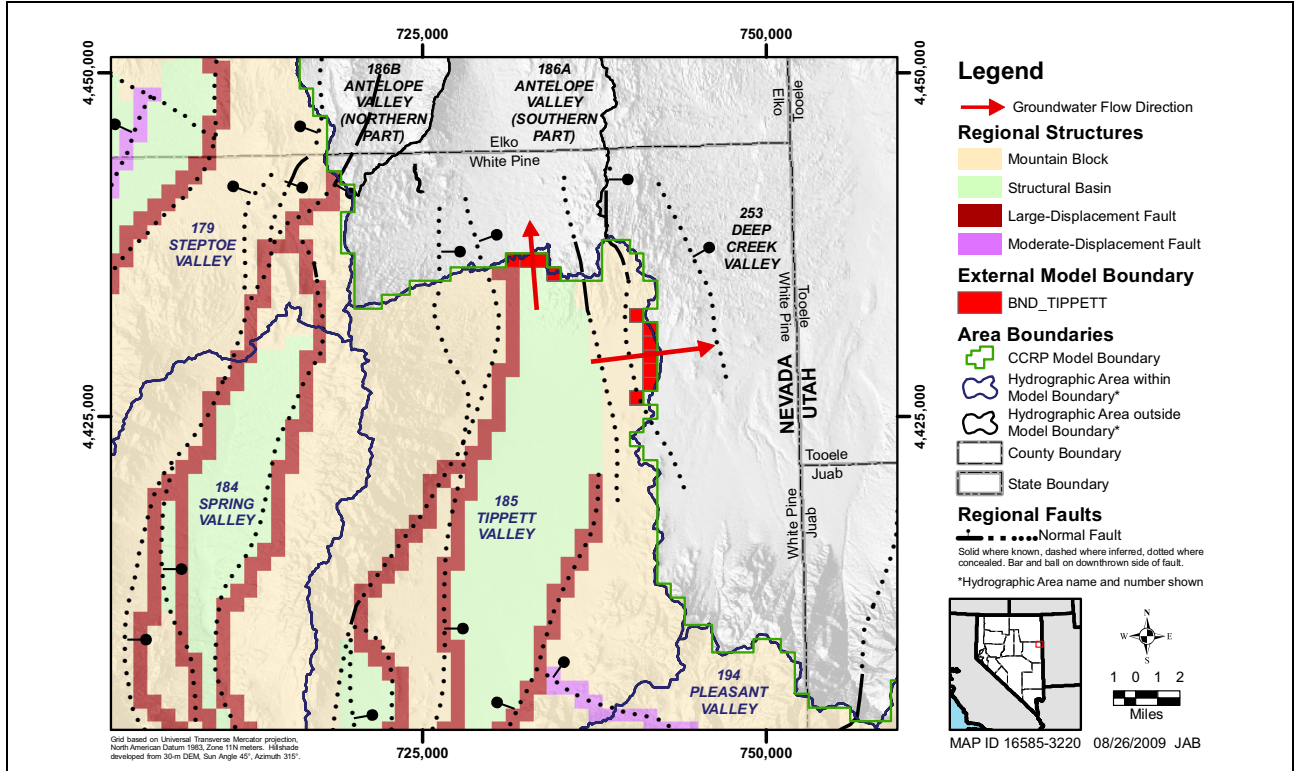 725,000
750,000
4,450,000
4,450,000
4,425,000
4,425,000
725,000
750,000
186B
ANTELOPE
VALLEY
(NORTHERN
PART)
186A
ANTELOPE
VALLEY
(SOUTHERN
PART)
Elko
White Pine
Elko
Tooele
179
STEPTOE
VALLEY
253
DEEP
CREEK
VALLEY
White Pine
Tooele
NEVADA
UTAH
Tooele
Juab
White Pine
Juab
184
SPRING
VALLEY
185
TIPPETT
VALLEY
194
PLEASANT
VALLEY
Grid based on Universal Transverse Mercator projection,
North American Datum 1983, Zone 11N meters. Hillshade
developed from 30-m DEM, Sun Angle 45°, Azimuth 315°.
Legend
Groundwater Flow Direction
Regional Structures
Mountain Block
Structural Basin
Large-Displacement Fault
Moderate-Displacement Fault
External Model Boundary
BND_TIPPETT
Area Boundaries
CCRP Model Boundary
Hydrographic Area within
Model Boundary*
Hydrographic Area outside
Model Boundary*
County Boundary
State Boundary
Regional Faults
Normal Fault
Solid where known, dashed where inferred, dotted where
concealed. Bar and ball on downthrown side of fault.
*Hydrographic Area name and number shown
N
W E
S
1 0 1 2
Miles
MAP ID 16585-3220 08/26/2009 JAB